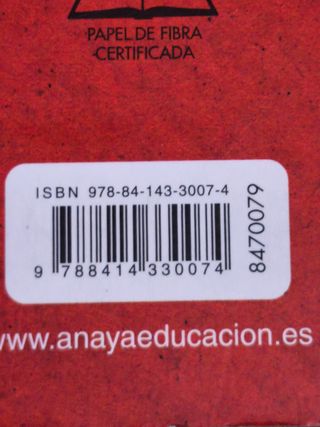 PAPEL DE FIBRA
CERTIFICADA
ISBN 978-84-143-3007-4
9 788414 330074
8470079
www.anayaeducacion.es